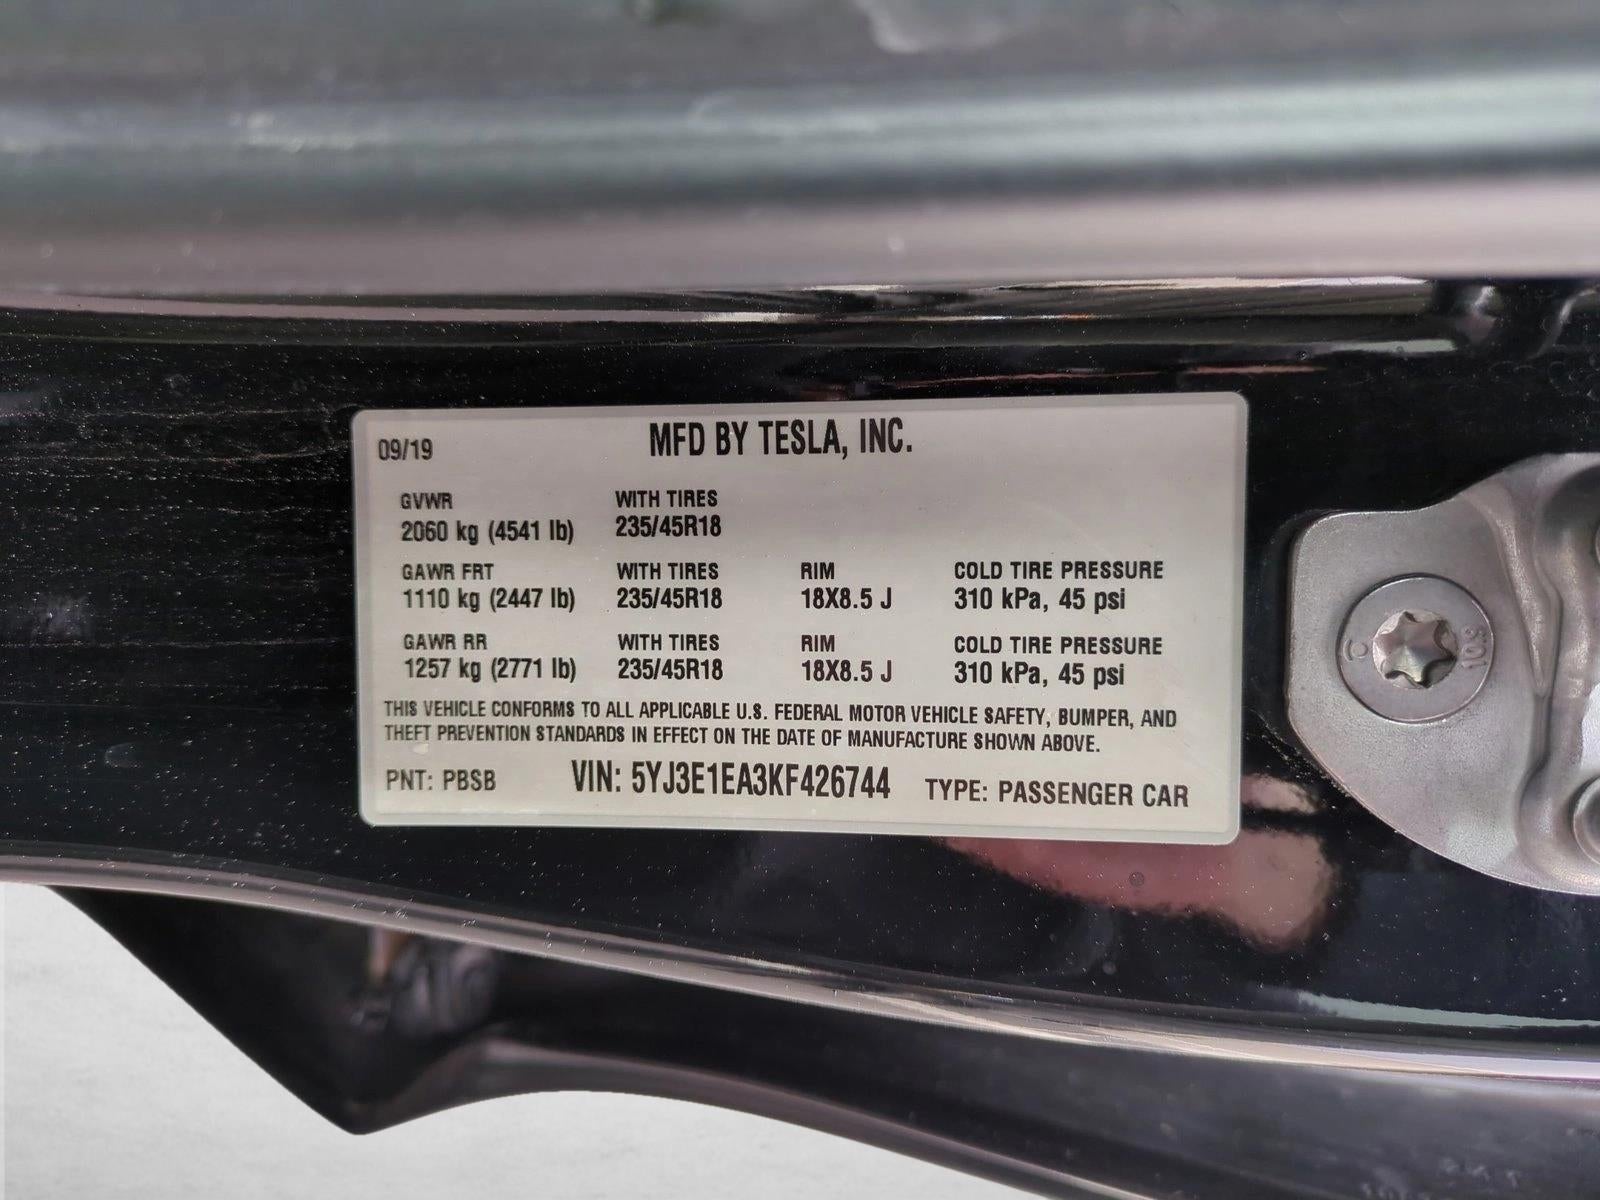 09/19 MFD BY TESLA, INC.
GVWR WITH TIRES
2060 kg (4541 lb) 235/45R18
GAWR FRT WITH TIRES RIM COLD TIRE PRESSURE
1110 kg (2447 lb) 235/45R18 18X8.5 J 310 kPa, 45 psi
GAWR RR WITH TIRES RIM COLD TIRE PRESSURE
1257 kg (2771 lb) 235/45R18 18X8.5 J 310 kPa, 45 psi
THIS VEHICLE CONFORMS TO ALL APPLICABLE U.S. FEDERAL MOTOR VEHICLE SAFETY, BUMPER, AND
THEFT PREVENTION STANDARDS IN EFFECT ON THE DATE OF MANUFACTURE SHOWN ABOVE.
PNT: PBSB VIN: 5YJ3E1EA3KF426744 TYPE: PASSENGER CAR